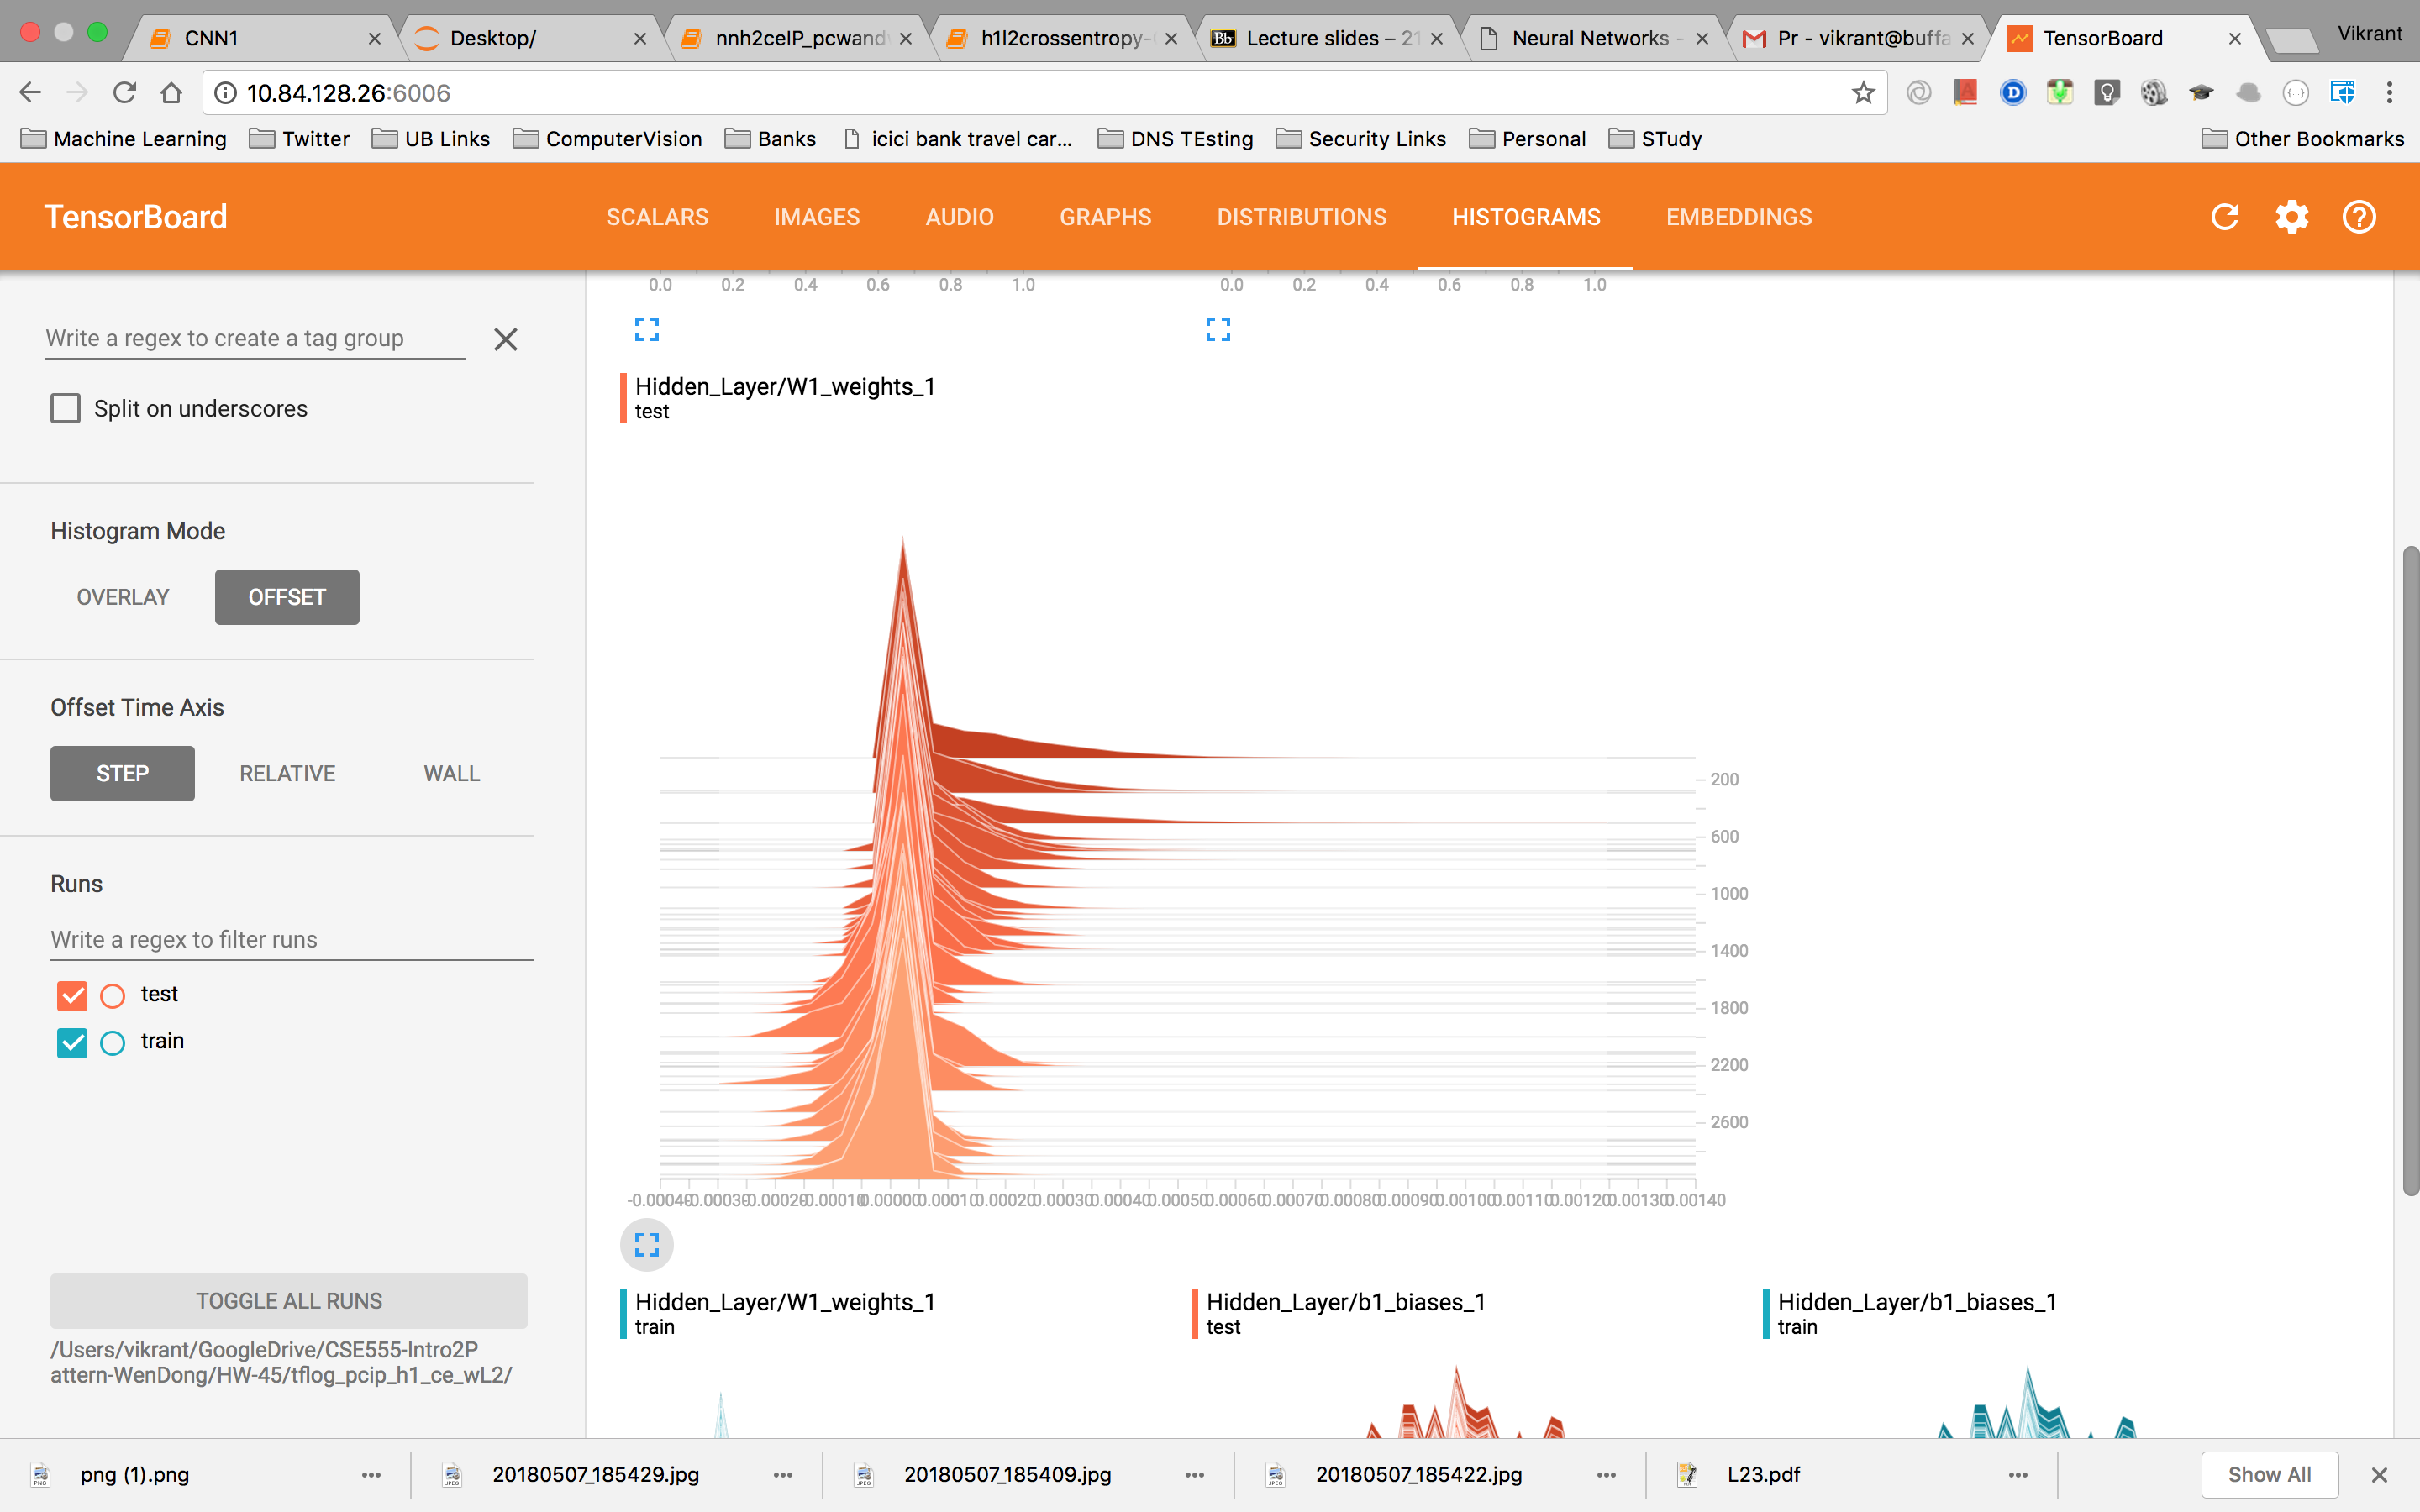 CNN1
Desktop/
nnh2celP_pcwand
h1l2crossentropy-
Lecture slides – 21
Neural Networks -
Pr - vikrant@buffa
TensorBoard
Vikrant
10.84.128.26:6006
Machine Learning
Twitter
UB Links
ComputerVision
Banks
icici bank travel car...
DNS TEsting
Security Links
Personal
STudy
Other Bookmarks
TensorBoard
SCALARS
IMAGES
AUDIO
GRAPHS
DISTRIBUTIONS
HISTOGRAMS
EMBEDDINGS
Write a regex to create a tag group
Split on underscores
Histogram Mode
OVERLAY
OFFSET
Offset Time Axis
STEP
RELATIVE
WALL
Runs
Write a regex to filter runs
test
train
TOGGLE ALL RUNS
/Users/vikrant/GoogleDrive/CSE555-Intro2P
attern-WenDong/HW-45/tflog_pcip_h1_ce_wL2/
0.0 0.2 0.4 0.6 0.8 1.0
0.0 0.2 0.4 0.6 0.8 1.0
Hidden_Layer/W1_weights_1
test
200
600
1000
1400
1800
2200
2600
-0.00040 -0.00030 -0.00020 -0.00010 0.00000 0.00010 0.00020 0.00030 0.00040 0.00050 0.00060 0.00070 0.00080 0.00090 0.00100 0.00110 0.00120 0.00130 0.00140
Hidden_Layer/W1_weights_1
train
Hidden_Layer/b1_biases_1
test
Hidden_Layer/b1_biases_1
train
png (1).png
20180507_185429.jpg
20180507_185409.jpg
20180507_185422.jpg
L23.pdf
Show All